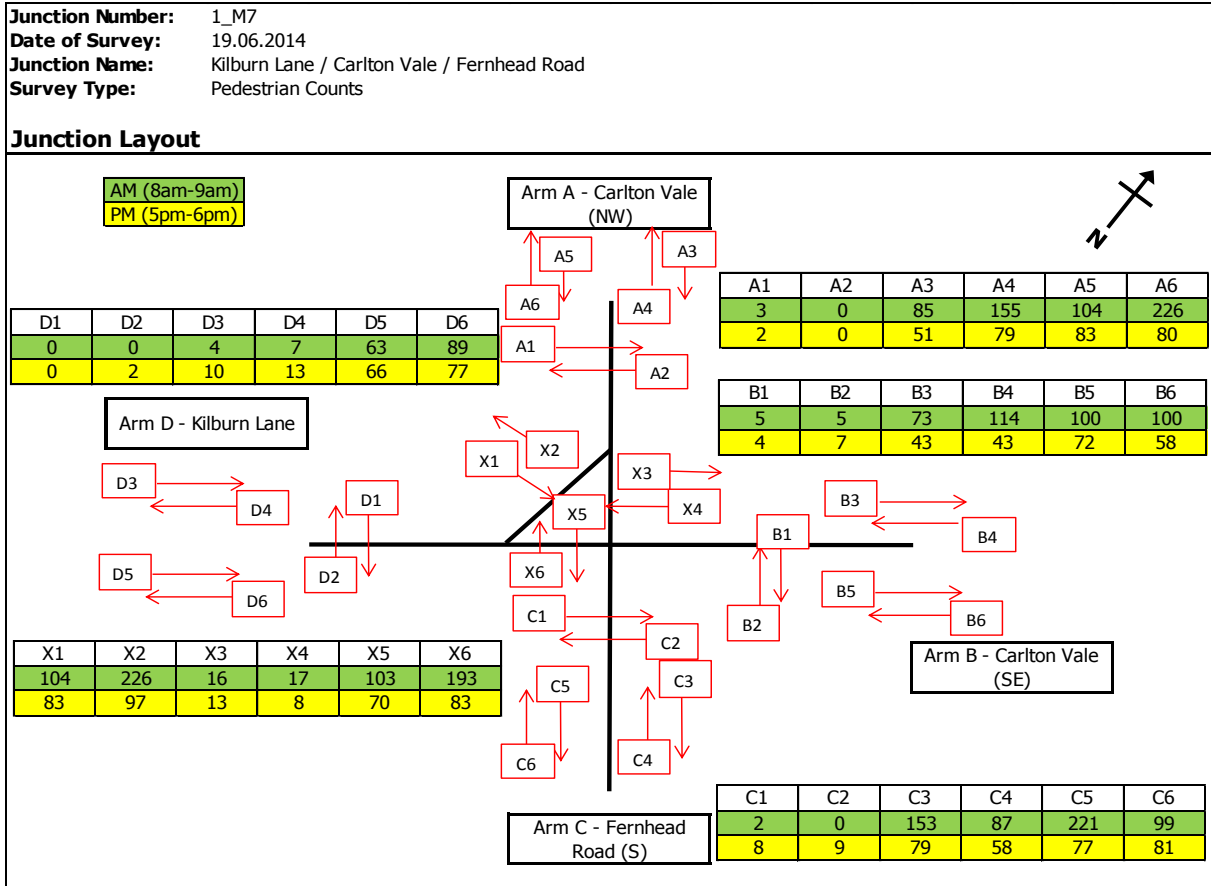 Junction Number: 1_M7
Date of Survey: 19.06.2014
Junction Name: Kilburn Lane / Carlton Vale / Fernhead Road
Survey Type: Pedestrian Counts
Junction Layout
AM (8am-9am)
PM (5pm-6pm)
Arm A - Carlton Vale
(NW)
N
A5
A3
A6
A4
A1 A2 A3 A4 A5 A6
3 0 85 155 104 226
2 0 51 79 83 80
D1 D2 D3 D4 D5 D6
0 0 4 7 63 89
0 2 10 13 66 77
A1
A2
B1 B2 B3 B4 B5 B6
5 5 73 114 100 100
4 7 43 43 72 58
Arm D - Kilburn Lane
X2
X1
X3
D3
D4
D1
X5
X4
B3
B1
B4
D5
D2
X6
D6
B5
B6
C1
B2
C2
X1 X2 X3 X4 X5 X6
104 226 16 17 103 193
83 97 13 8 70 83
Arm B - Carlton Vale
(SE)
C5
C3
C6
C4
C1 C2 C3 C4 C5 C6
2 0 153 87 221 99
8 9 79 58 77 81
Arm C - Fernhead
Road (S)